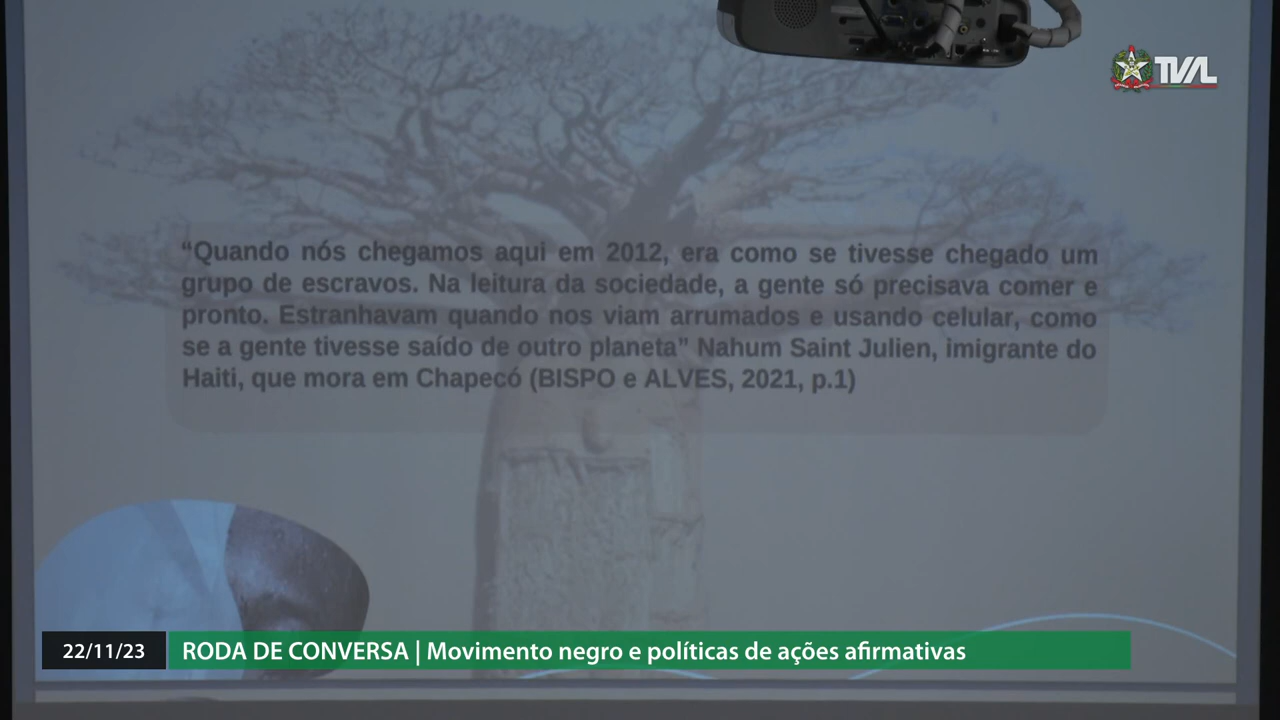 TVAL
“Quando nós chegamos aqui em 2012, era como se tivesse chegado um
grupo de escravos. Na leitura da sociedade, a gente só precisava comer e
pronto. Estranhavam quando nos viam arrumados e usando celular, como
se a gente tivesse saído de outro planeta” Nahum Saint Julien, imigrante do
Haiti, que mora em Chapecó (BISPO e ALVES, 2021, p.1)
22/11/23 RODA DE CONVERSA | Movimento negro e políticas de ações afirmativas